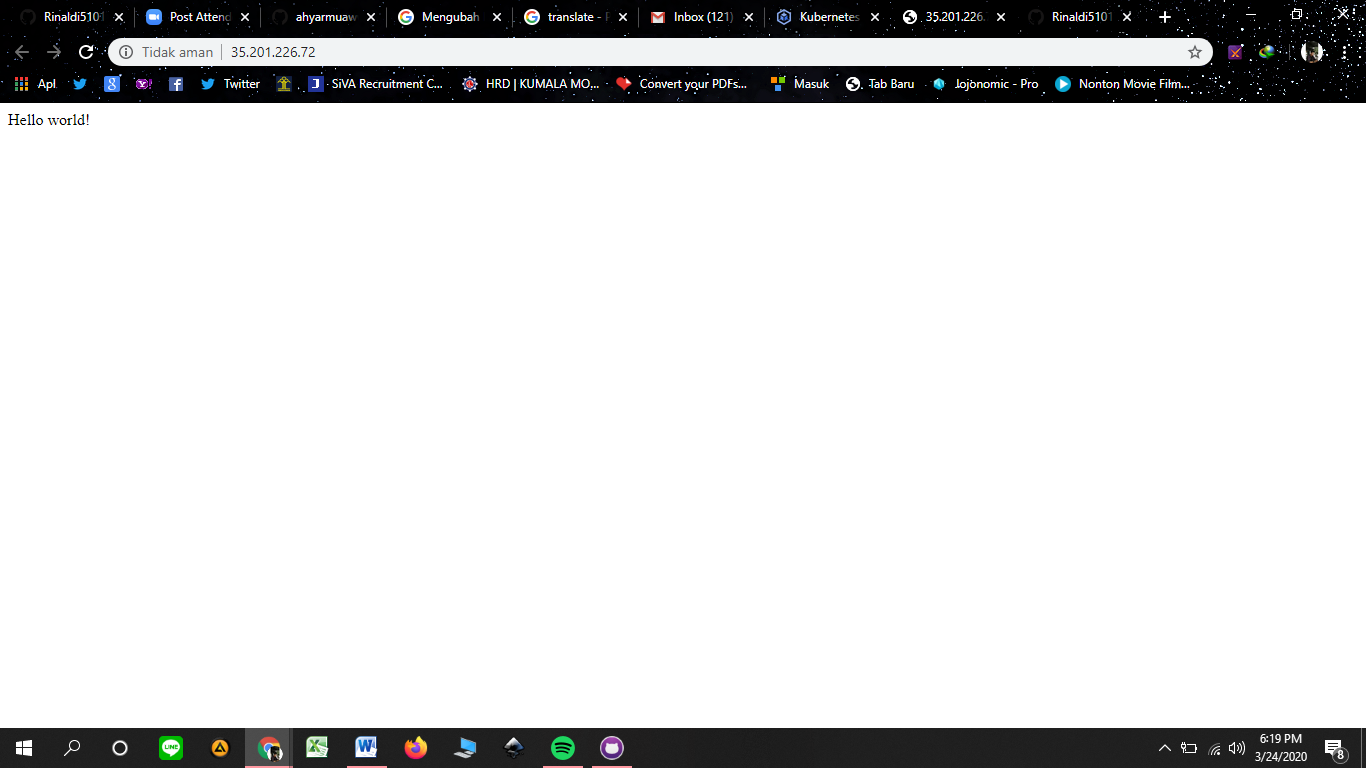 Rinaldi5101 Post Attend ahyarmuaw Mengubah translate - P Inbox (121) Kubernetes 35.201.226. Rinaldi5101
Tidak aman 35.201.226.72
Apl Twitter SiVA Recruitment C... HRD | KUMALA MO... Convert your PDFs... Masuk Tab Baru Jojonomic - Pro Nonton Movie Film...
Hello world!
6:19 PM
3/24/2020
8